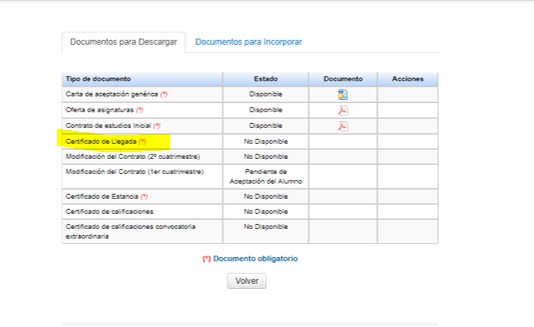 Documentos para Descargar Documentos para Incorporar
Tipo de documento Estado Documento Acciones
Carta de aceptación genérica (*) Disponible
Oferta de asignaturas (*) Disponible
Contrato de estudios Inicial (*) Disponible
Certificado de Llegada (*) No Disponible
Modificación del Contrato (2º cuatrimestre) No Disponible
Modificación del Contrato (1er cuatrimestre) Pendiente de
Aceptación del Alumno
Certificado de Estancia (*) No Disponible
Certificado de calificaciones No Disponible
Certificado de calificaciones convocatoria No Disponible
extraordinaria
(*) Documento obligatorio
Volver